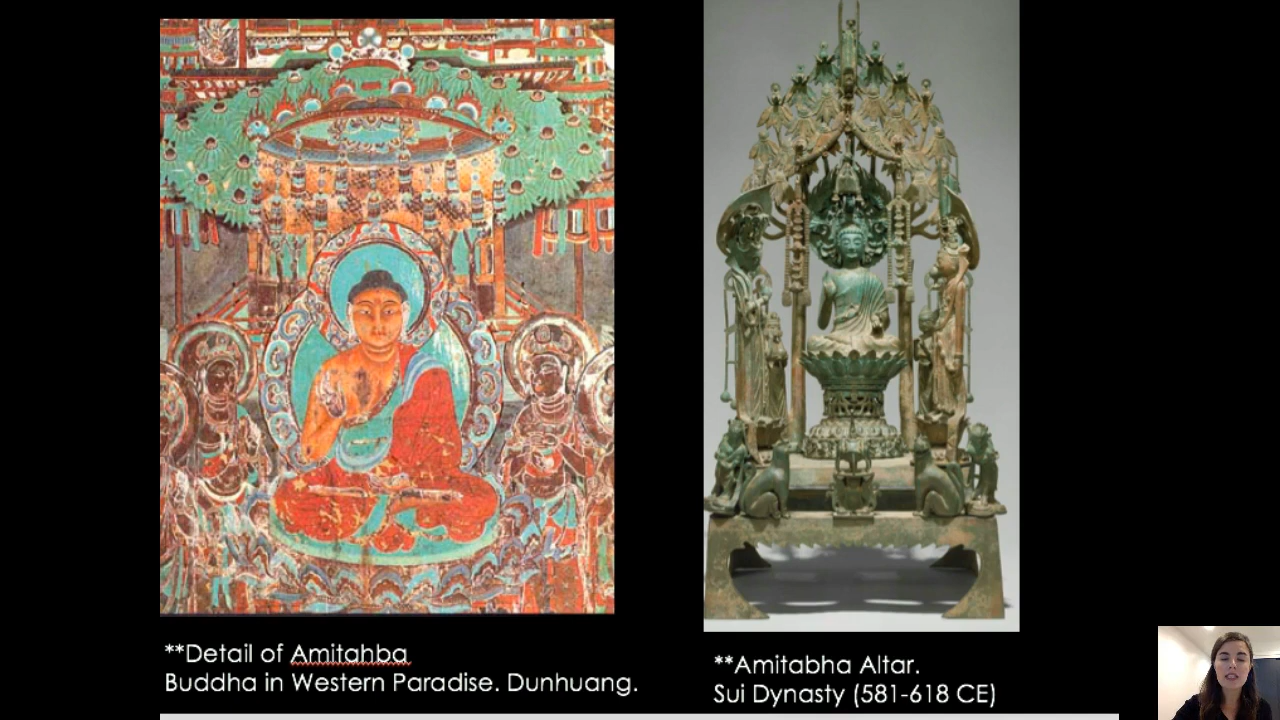 **Detail of Amitahba
Buddha in Western Paradise. Dunhuang.
**Amitabha Altar.
Sui Dynasty (581-618 CE)